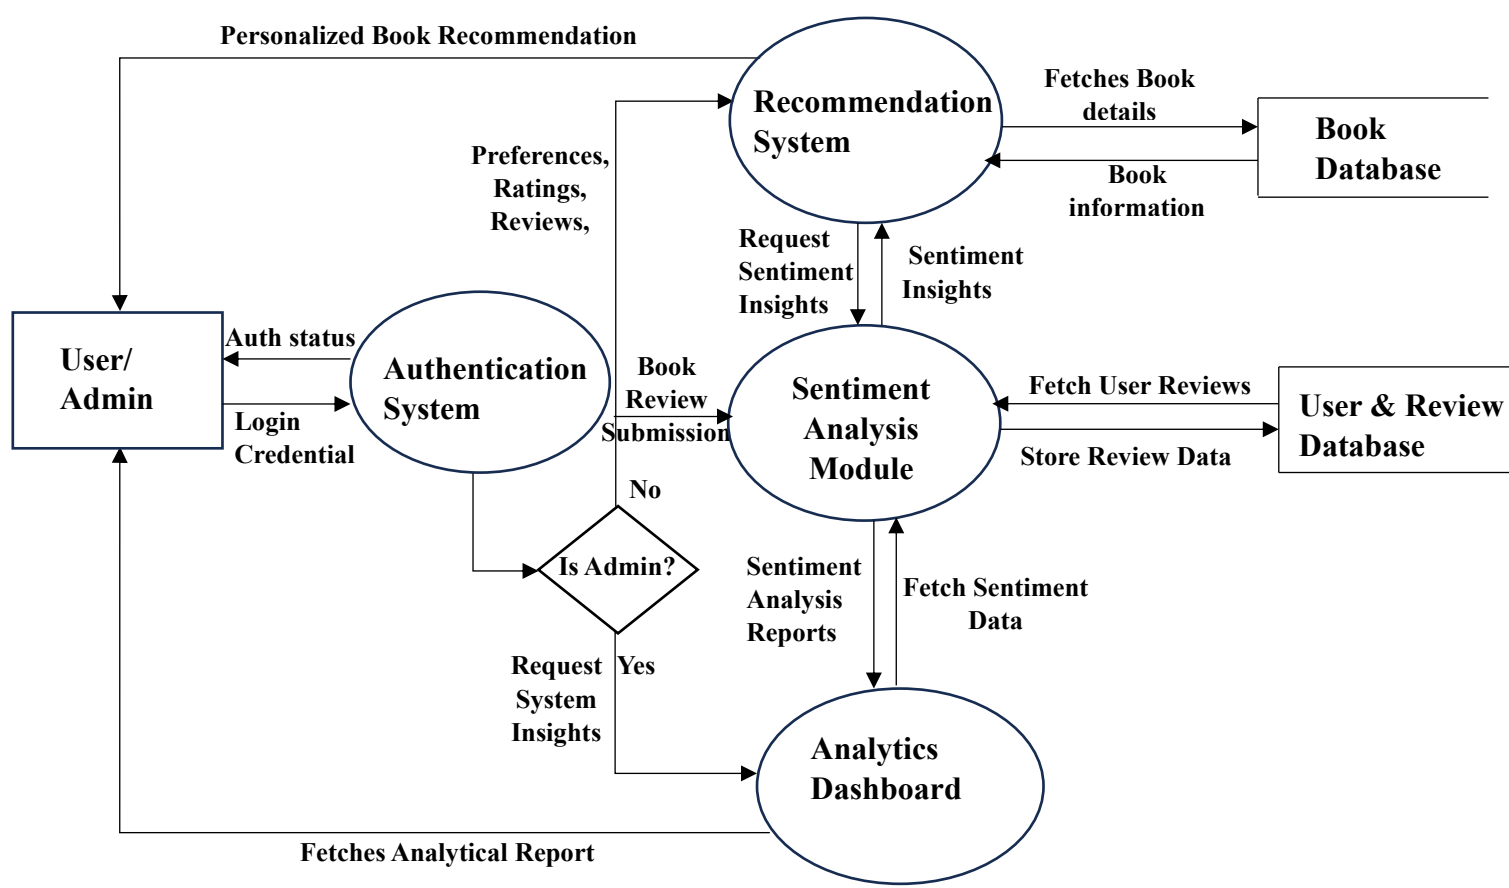 Personalized Book Recommendation
Recommendation
System
Fetches Book
details
Book
Database
Book
information
Preferences,
Ratings,
Reviews,
Request
Sentiment
Insights
Sentiment
Insights
User/
Admin
Auth status
Login
Credential
Authentication
System
Book
Review
Submission
Sentiment
Analysis
Module
Fetch User Reviews
Store Review Data
User & Review
Database
No
Is Admin?
Yes
Request
System
Insights
Sentiment
Analysis
Reports
Fetch Sentiment
Data
Analytics
Dashboard
Fetches Analytical Report